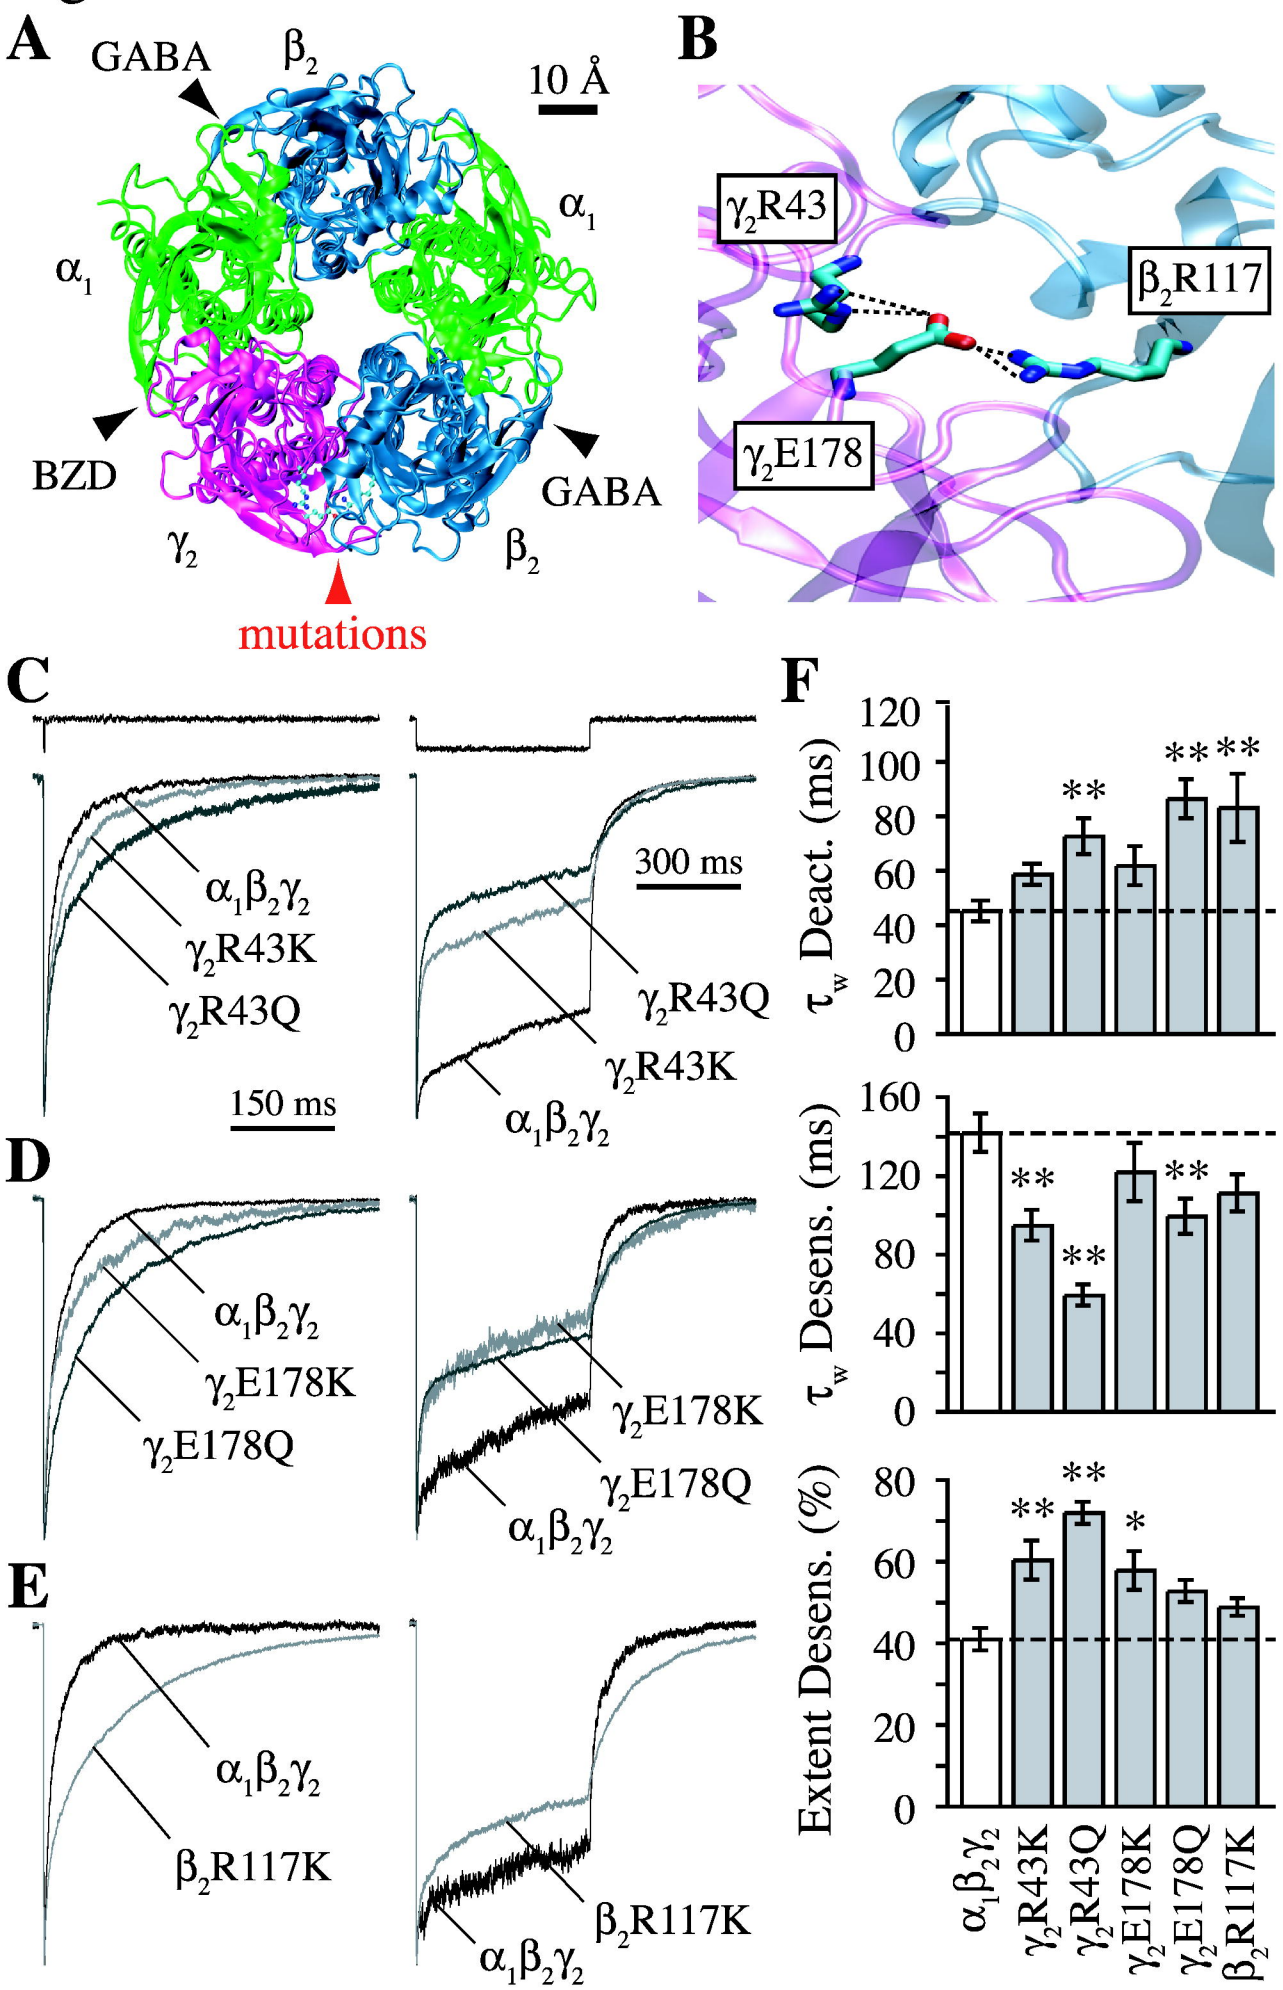 A
GABA
β2
10 Å
α1
α1
BZD
GABA
γ2
β2
mutations
B
γ2R43
β2R117
γ2E178
C
α1β2γ2
γ2R43K
γ2R43Q
150 ms
300 ms
γ2R43Q
γ2R43K
α1β2γ2
D
α1β2γ2
γ2E178K
γ2E178Q
γ2E178K
γ2E178Q
α1β2γ2
E
α1β2γ2
β2R117K
β2R117K
α1β2γ2
F
τw Deact. (ms)
120
100
80
60
40
20
0
**
**
**
τw Desens. (ms)
160
120
80
40
0
**
**
**
Extent Desens. (%)
80
60
40
20
0
**
**
*
α1β2γ2
γ2R43K
γ2R43Q
γ2E178K
γ2E178Q
β2R117K